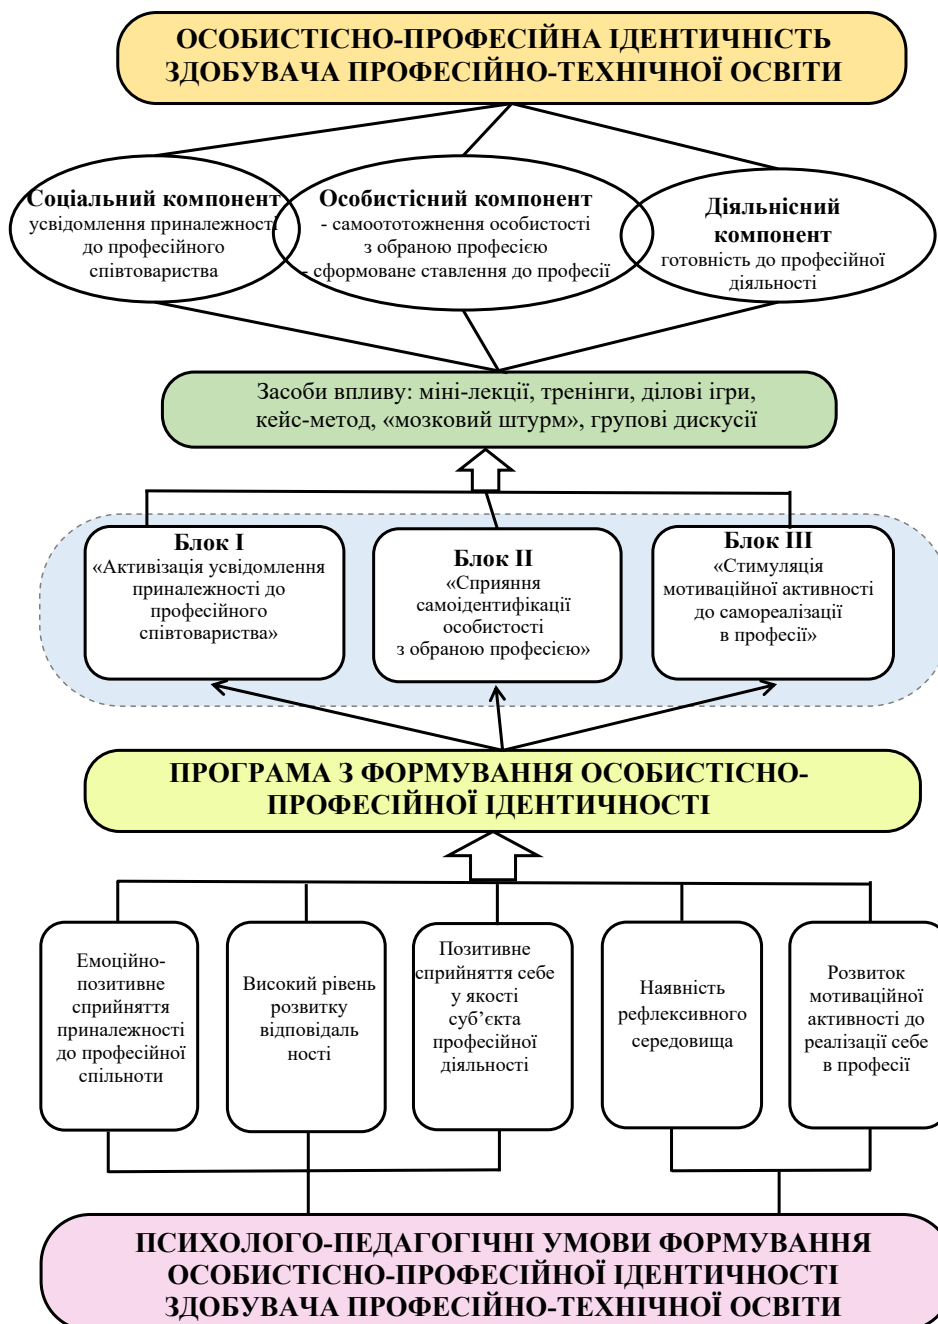 ОСОБИСТІСНО-ПРОФЕСІЙНА ІДЕНТИЧНІСТЬ
ЗДОБУВАЧА ПРОФЕСІЙНО-ТЕХНІЧНОЇ ОСВІТИ
Соціальний компонент
усвідомлення приналежності
до професійного
співтовариства
Особистісний компонент
- самоототожнення особистості
з обраною професією
- сформоване ставлення до професії
Діяльнісний
компонент
готовність до професійної
діяльності
Засоби впливу: міні-лекції, тренінги, ділові ігри,
кейс-метод, «мозковий штурм», групові дискусії
Блок І
«Активізація усвідомлення
приналежності до
професійного
співтовариства»
Блок ІІ
«Сприяння
самоідентифікації
особистості
з обраною професією»
Блок ІІІ
«Стимуляція
мотиваційної активності
до самореалізації
в професії»
ПРОГРАМА З ФОРМУВАННЯ ОСОБИСТІСНО-
ПРОФЕСІЙНОЇ ІДЕНТИЧНОСТІ
Емоційно-
позитивне
сприйняття
приналежності
до професійної
спільноти
Високий рівень
розвитку
відповідаль
ності
Позитивне
сприйняття себе
у якості
суб’єкта
професійної
діяльності
Наявність
рефлексивного
середовища
Розвиток
мотиваційної
активності до
реалізації себе
в професії
ПСИХОЛОГО-ПЕДАГОГІЧНІ УМОВИ ФОРМУВАННЯ
ОСОБИСТІСНО-ПРОФЕСІЙНОЇ ІДЕНТИЧНОСТІ
ЗДОБУВАЧА ПРОФЕСІЙНО-ТЕХНІЧНОЇ ОСВІТИ